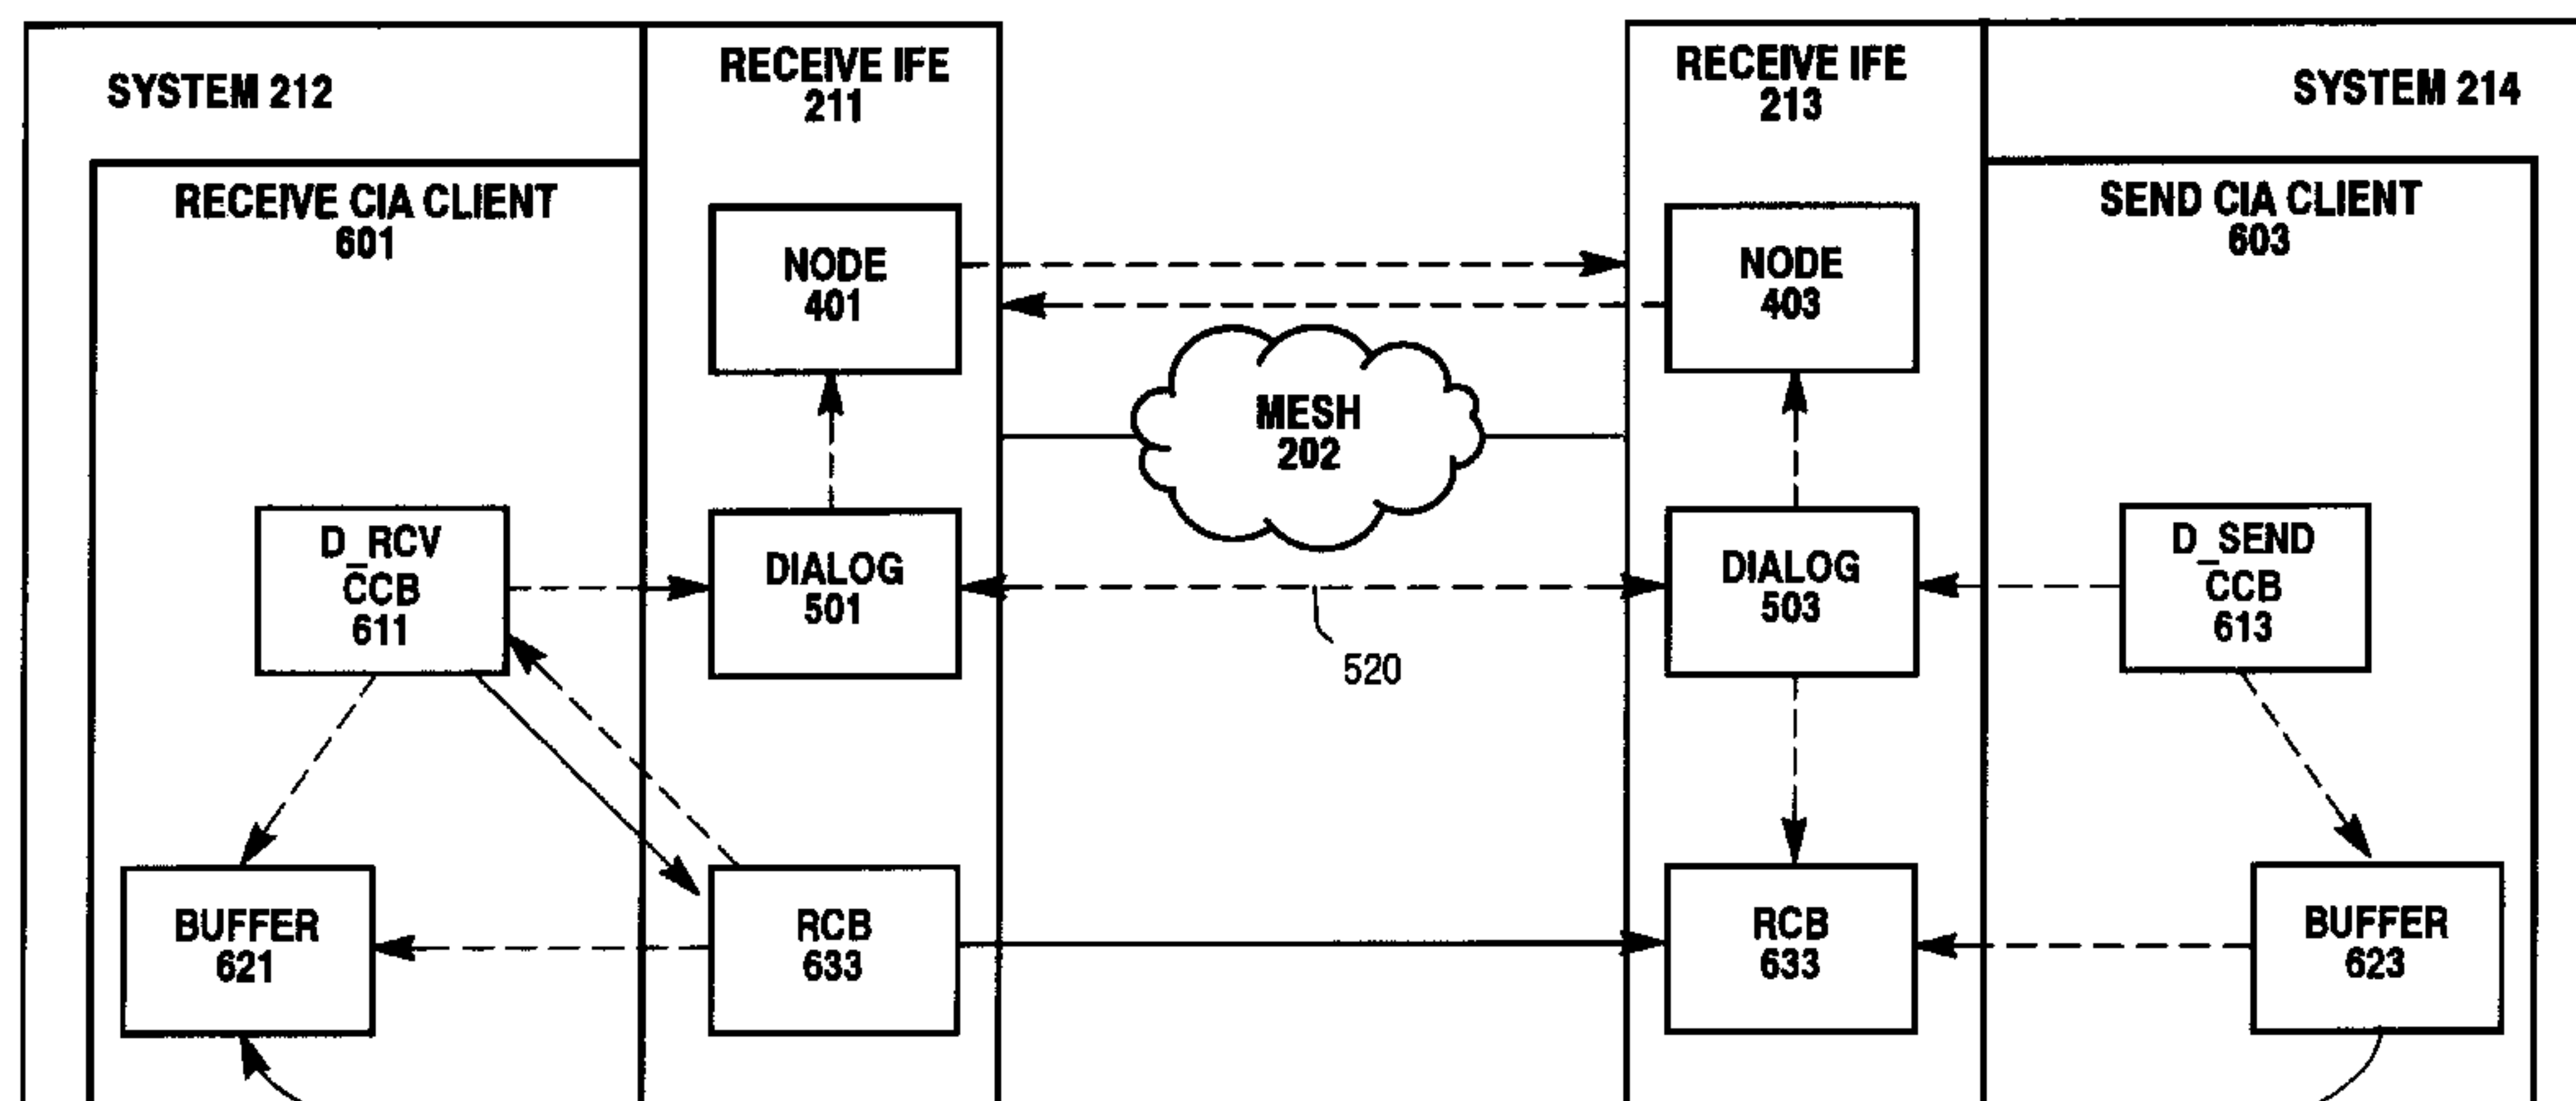 SYSTEM 212
RECEIVE IFE
211
RECEIVE IFE
213
SYSTEM 214
RECEIVE CIA CLIENT
601
SEND CIA CLIENT
603
NODE
401
NODE
403
MESH
202
D_RCV
CCB
611
DIALOG
501
520
DIALOG
503
D_SEND
CCB
613
BUFFER
621
RCB
633
RCB
633
BUFFER
623